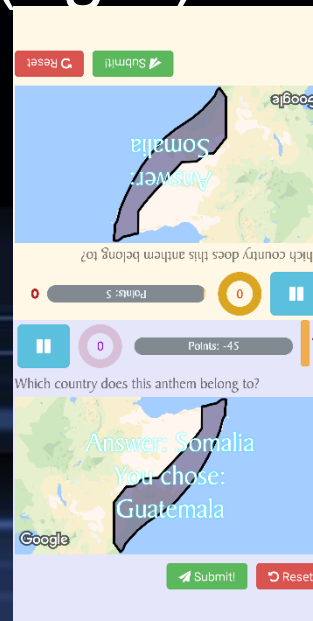 Reset
Submit!
Google
Answer:
Somalia
hich country does this anthem belong to?
0
Points: 5
0
0
Points: -45
Which country does this anthem belong to?
Answer: Somalia
You chose:
Guatemala
Google
Submit!
Reset